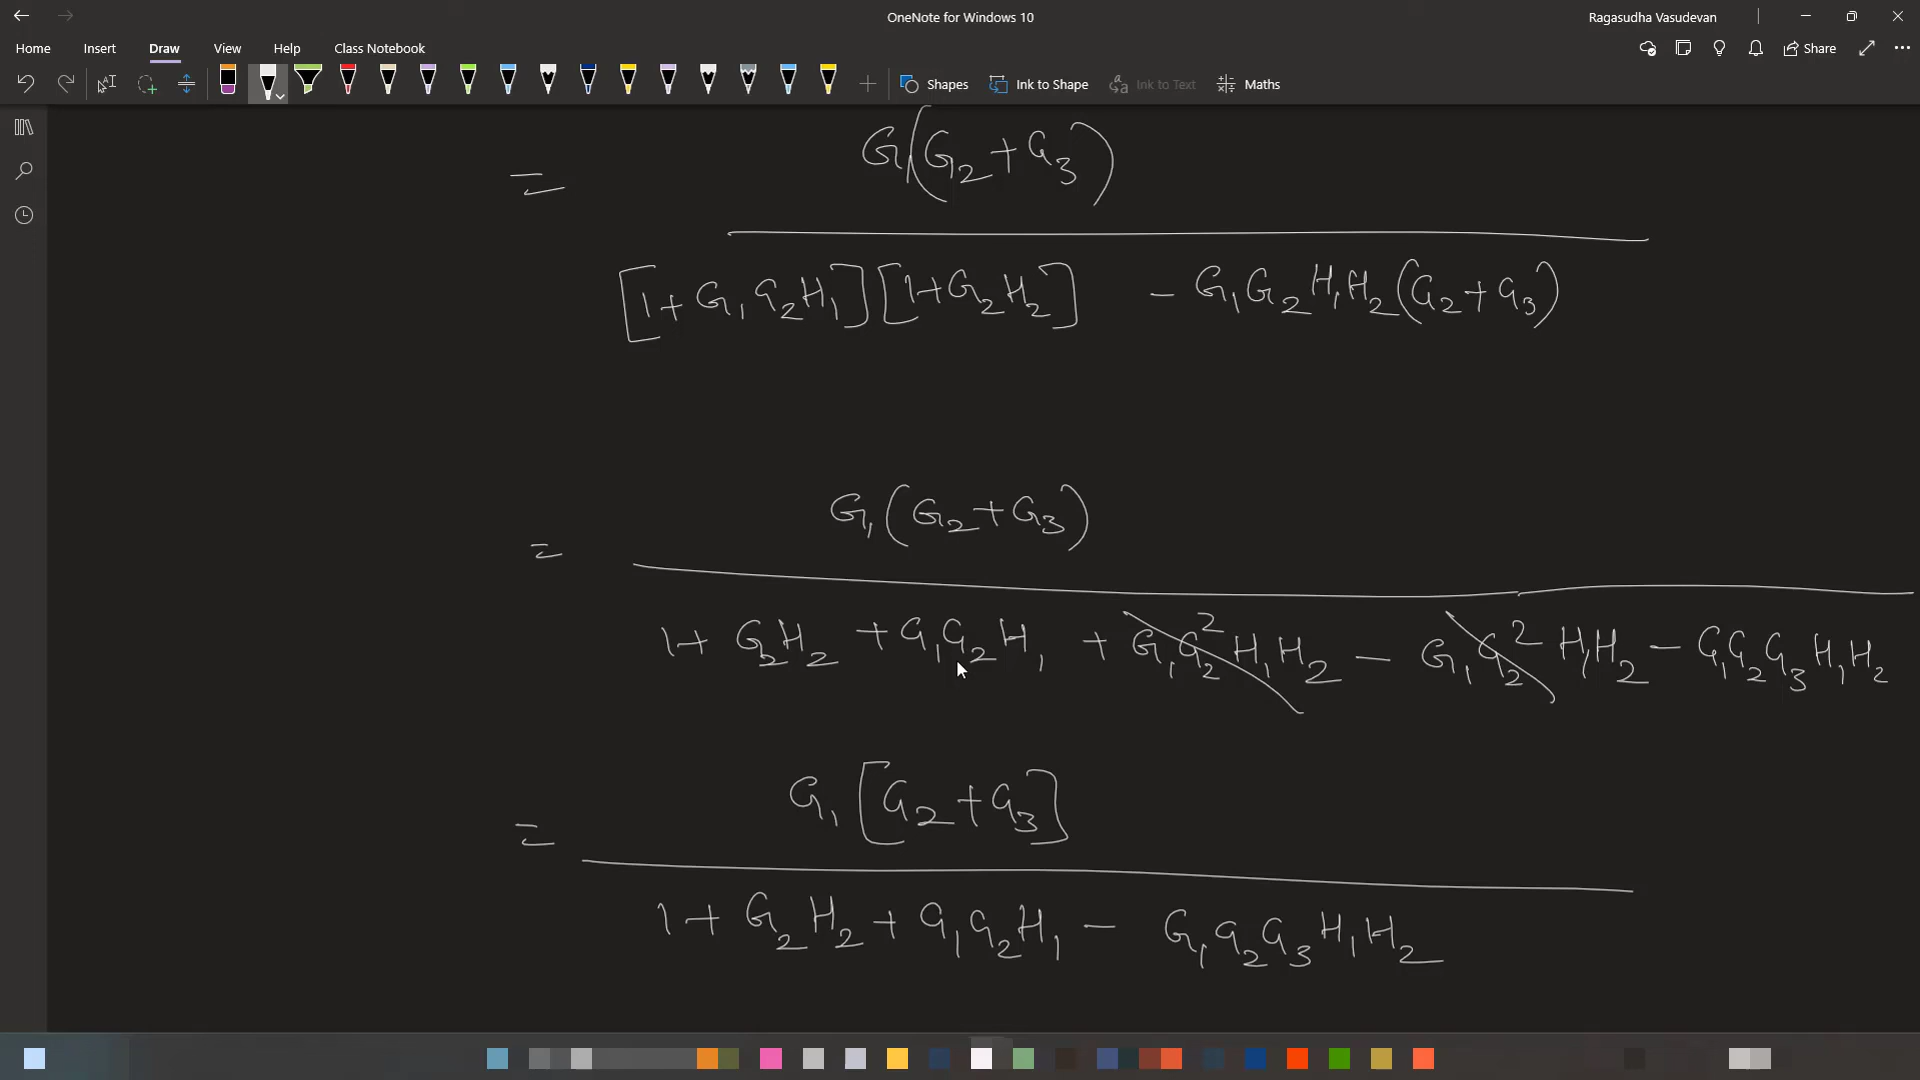 OneNote for Windows 10
Ragasudha Vasudevan
Home Insert Draw View Help Class Notebook
Share
Shapes Ink to Shape Ink to Text Maths
G₁(G₂+G₃)
=
[1+G₁G₂H₁][1+G₂H₂] - G₁G₂H₁H₂(G₂+G₃)
G₁(G₂+G₃)
=
1+ G₂H₂ +G₁G₂H₁ + G₁G₂²H₁H₂ - G₁G₂²H₁H₂ - G₁G₂G₃H₁H₂
G₁[G₂+G₃]
=
1+ G₂H₂ + G₁G₂H₁ - G₁G₂G₃H₁H₂